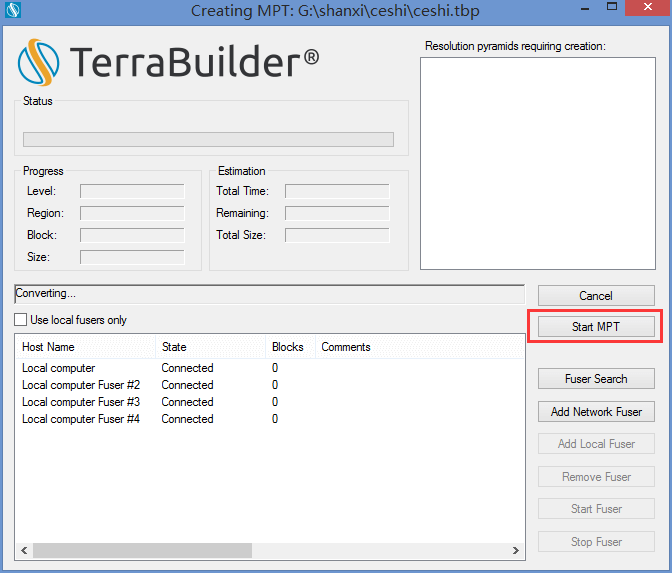 Creating MPT: G:\shanxi\ceshi\ceshi.tbp
TerraBuilder®
Resolution pyramids requiring creation:
Status
Progress
Level:
Region:
Block:
Size:
Estimation
Total Time:
Remaining:
Total Size:
Converting...
Use local fusers only
Host Name State Blocks Comments
Local computer Connected 0
Local computer Fuser #2 Connected 0
Local computer Fuser #3 Connected 0
Local computer Fuser #4 Connected 0
Cancel
Start MPT
Fuser Search
Add Network Fuser
Add Local Fuser
Remove Fuser
Start Fuser
Stop Fuser